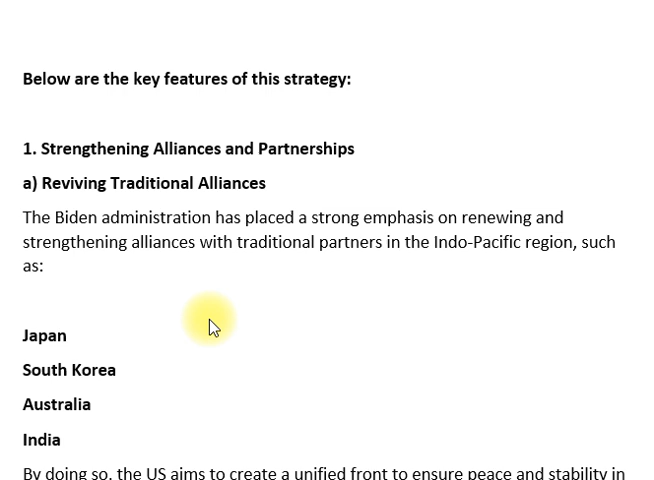 Below are the key features of this strategy:
1. Strengthening Alliances and Partnerships
a) Reviving Traditional Alliances
The Biden administration has placed a strong emphasis on renewing and
strengthening alliances with traditional partners in the Indo-Pacific region, such
as:
Japan
South Korea
Australia
India
By doing so, the US aims to create a unified front to ensure peace and stability in